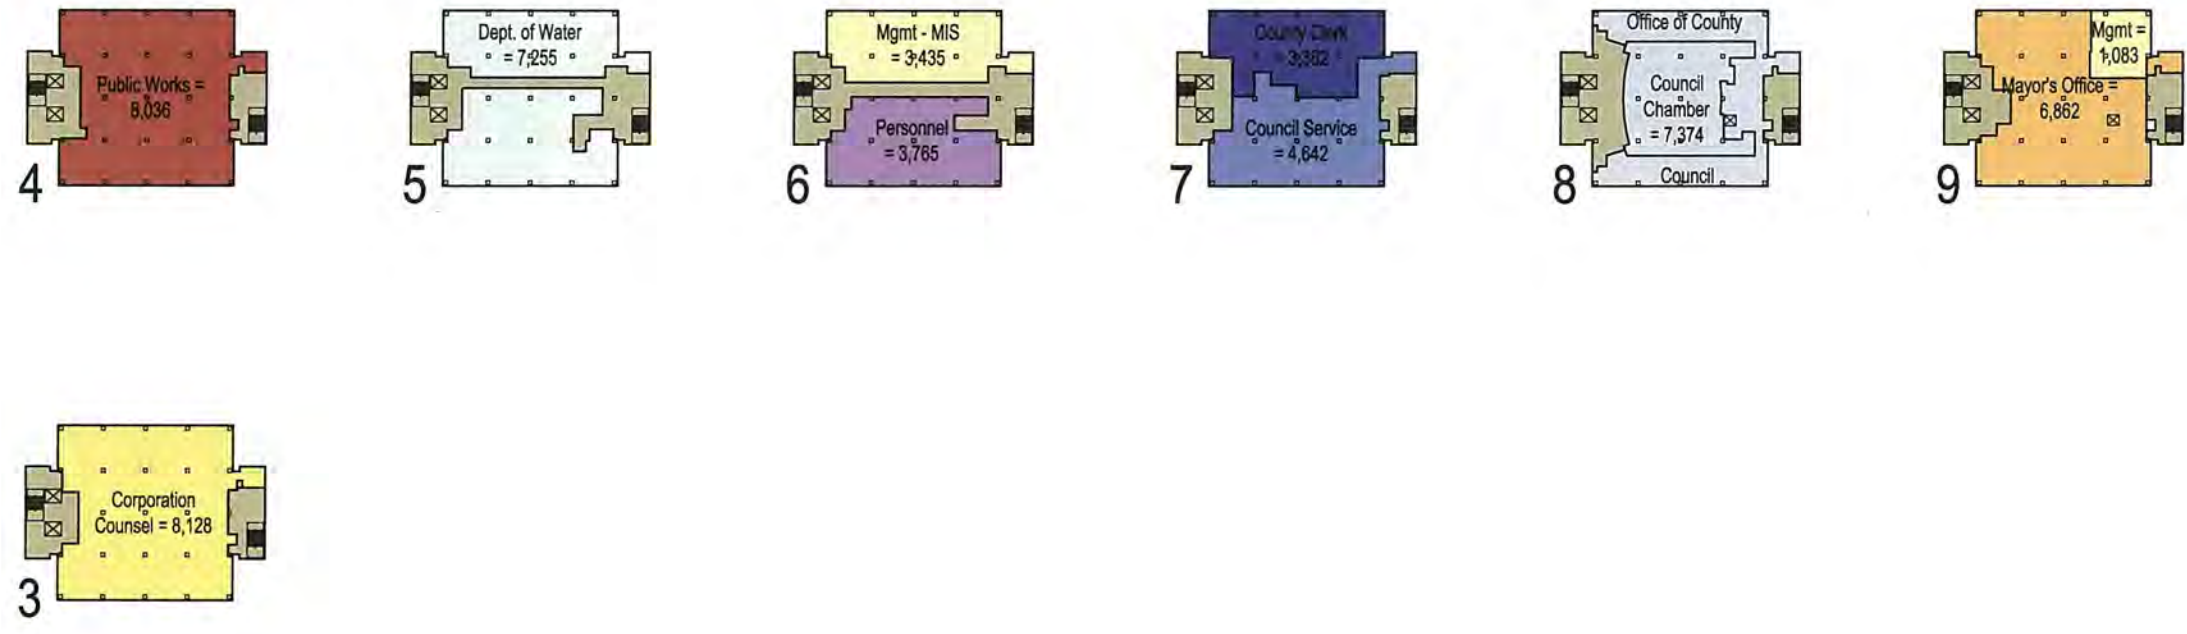 Public Works =
8,036
4
Dept. of Water
= 7,255
5
Mgmt - MIS
= 3,435
Personnel
= 3,765
6
County Clerk
= 3,382
Council Service
= 4,642
7
Office of County
Council
Chamber
= 7,374
Council
8
Mgmt =
1,083
Mayor's Office =
6,862
9
Corporation
Counsel = 8,128
3